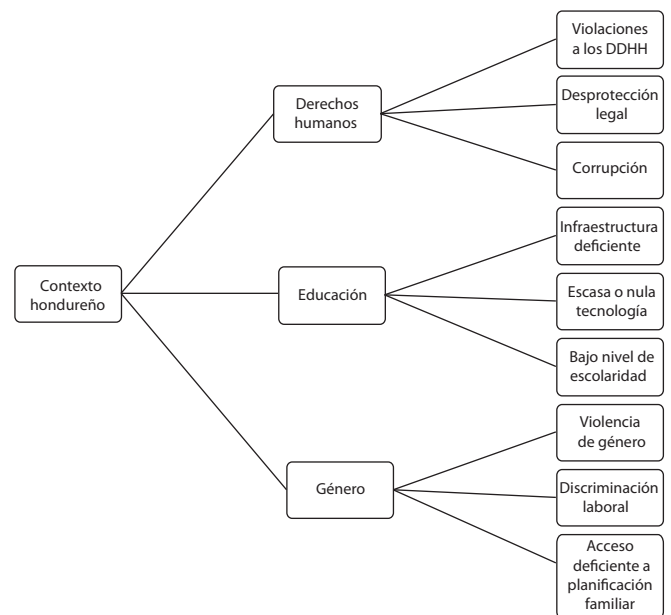 Contexto
hondureño
Derechos
humanos
Violaciones
a los DDHH
Desprotección
legal
Corrupción
Educación
Infraestructura
deficiente
Escasa o nula
tecnología
Bajo nivel de
escolaridad
Género
Violencia
de género
Discriminación
laboral
Acceso
deficiente a
planificación
familiar